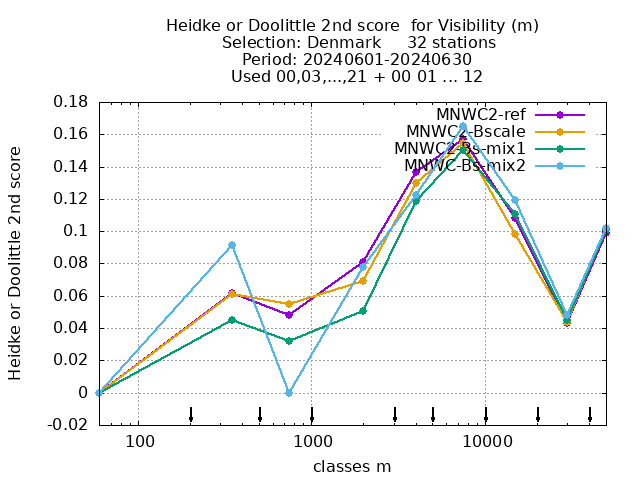 Heidke or Doolittle 2nd score  for Visibility (m)
Selection: Denmark     32 stations
Period: 20240601-20240630
Used 00,03,...,21 + 00 01 ... 12
Heidke or Doolittle 2nd score
0.18
0.16
0.14
0.12
0.1
0.08
0.06
0.04
0.02
0
-0.02
MNWC2-ref
MNWC2-Bscale
MNWC2-Bs-mix1
MNWC-Bs-mix2
100
1000
10000
classes m